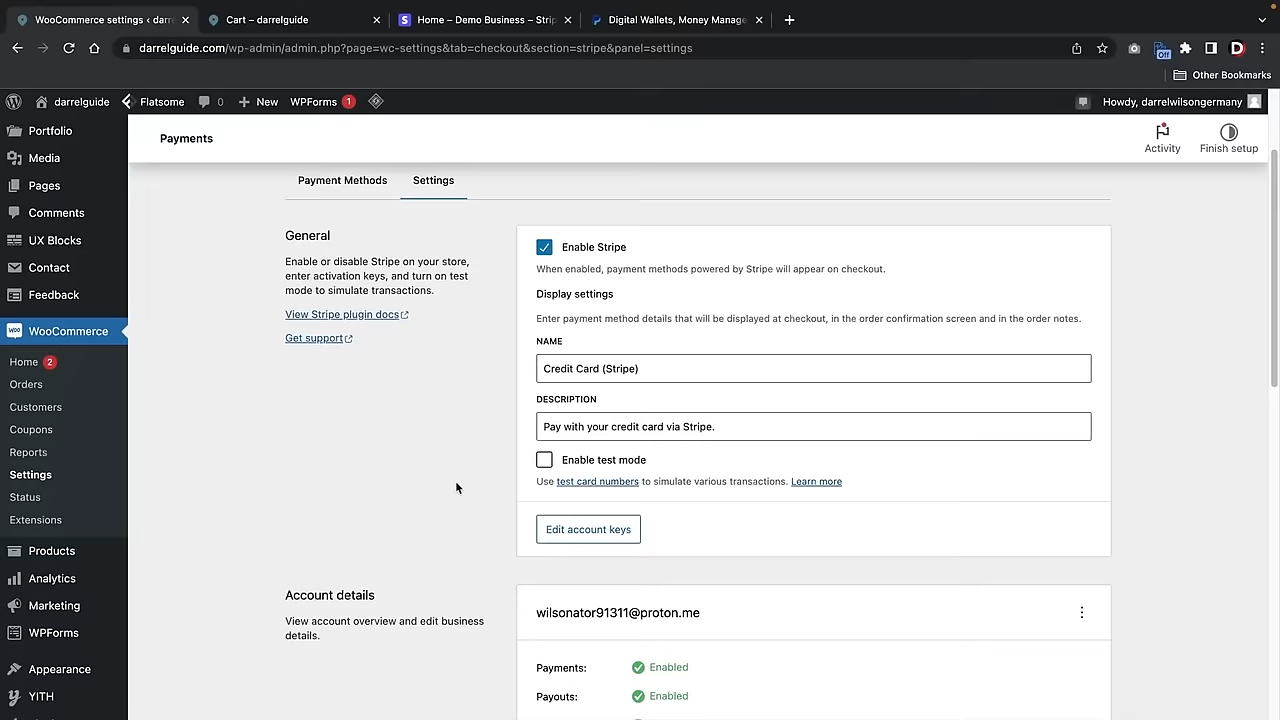 WooCommerce settings ‹ darr
Cart – darrelguide
Home – Demo Business – Strip
Digital Wallets, Money Manage
darrelguide.com/wp-admin/admin.php?page=wc-settings&tab=checkout&section=stripe&panel=settings
Off
D
Other Bookmarks
darrelguide
Flatsome
0
New
WPForms 1
Howdy, darrelwilsongermany
Portfolio
Media
Pages
Comments
UX Blocks
Contact
Feedback
WooCommerce
Home 2
Orders
Customers
Coupons
Reports
Settings
Status
Extensions
Products
Analytics
Marketing
WPForms
Appearance
YITH
Payments
Activity
Finish setup
Payment Methods
Settings
General
Enable or disable Stripe on your store,
enter activation keys, and turn on test
mode to simulate transactions.
View Stripe plugin docs
Get support
Enable Stripe
When enabled, payment methods powered by Stripe will appear on checkout.
Display settings
Enter payment method details that will be displayed at checkout, in the order confirmation screen and in the order notes.
NAME
Credit Card (Stripe)
DESCRIPTION
Pay with your credit card via Stripe.
Enable test mode
Use test card numbers to simulate various transactions. Learn more
Edit account keys
Account details
View account overview and edit business
details.
wilsonator91311@proton.me
Payments: Enabled
Payouts: Enabled